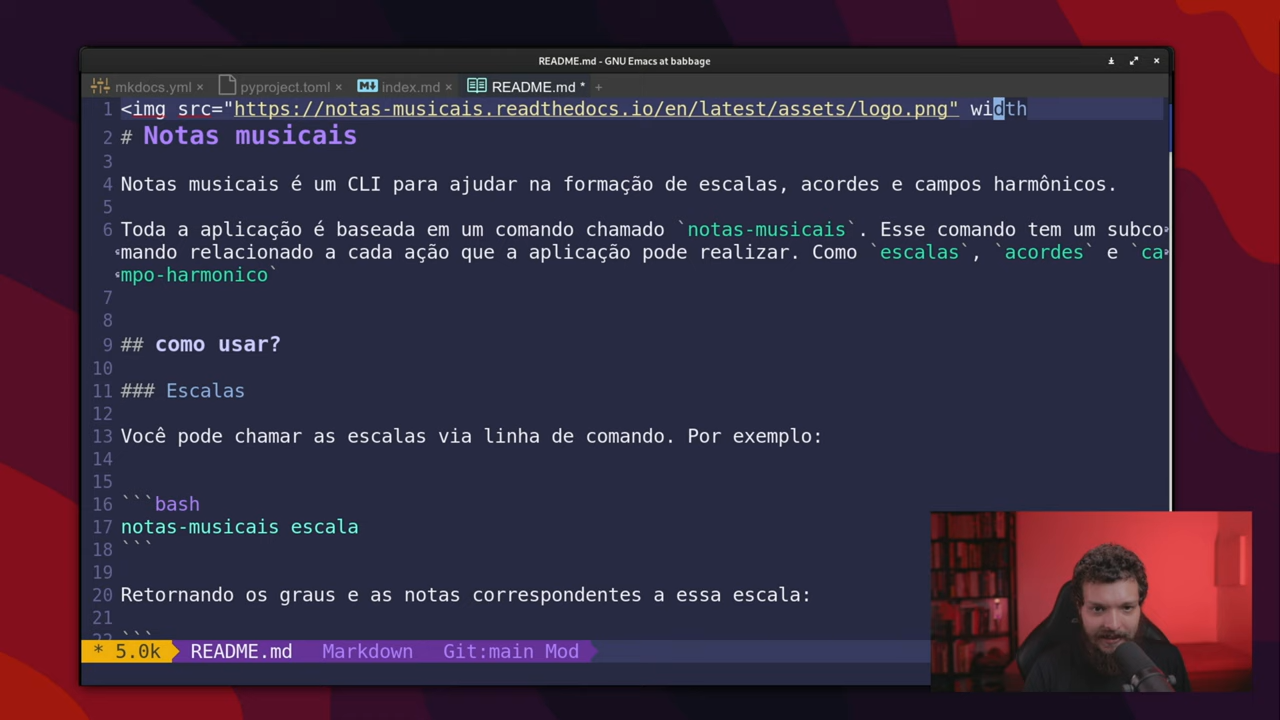 README.md - GNU Emacs at babbage
mkdocs.yml × pyproject.toml × index.md × README.md * +
1 <img src="https://notas-musicais.readthedocs.io/en/latest/assets/logo.png" width
2 # Notas musicais
3
4 Notas musicais é um CLI para ajudar na formação de escalas, acordes e campos harmônicos.
5
6 Toda a aplicação é baseada em um comando chamado `notas-musicais`. Esse comando tem um subco
mando relacionado a cada ação que a aplicação pode realizar. Como `escalas`, `acordes` e `ca
mpo-harmonico`
7
8
9 ## como usar?
10
11 ### Escalas
12
13 Você pode chamar as escalas via linha de comando. Por exemplo:
14
15
16 ```bash
17 notas-musicais escala
18 ```
19
20 Retornando os graus e as notas correspondentes a essa escala:
21
22 ```
* 5.0k README.md Markdown Git:main Mod